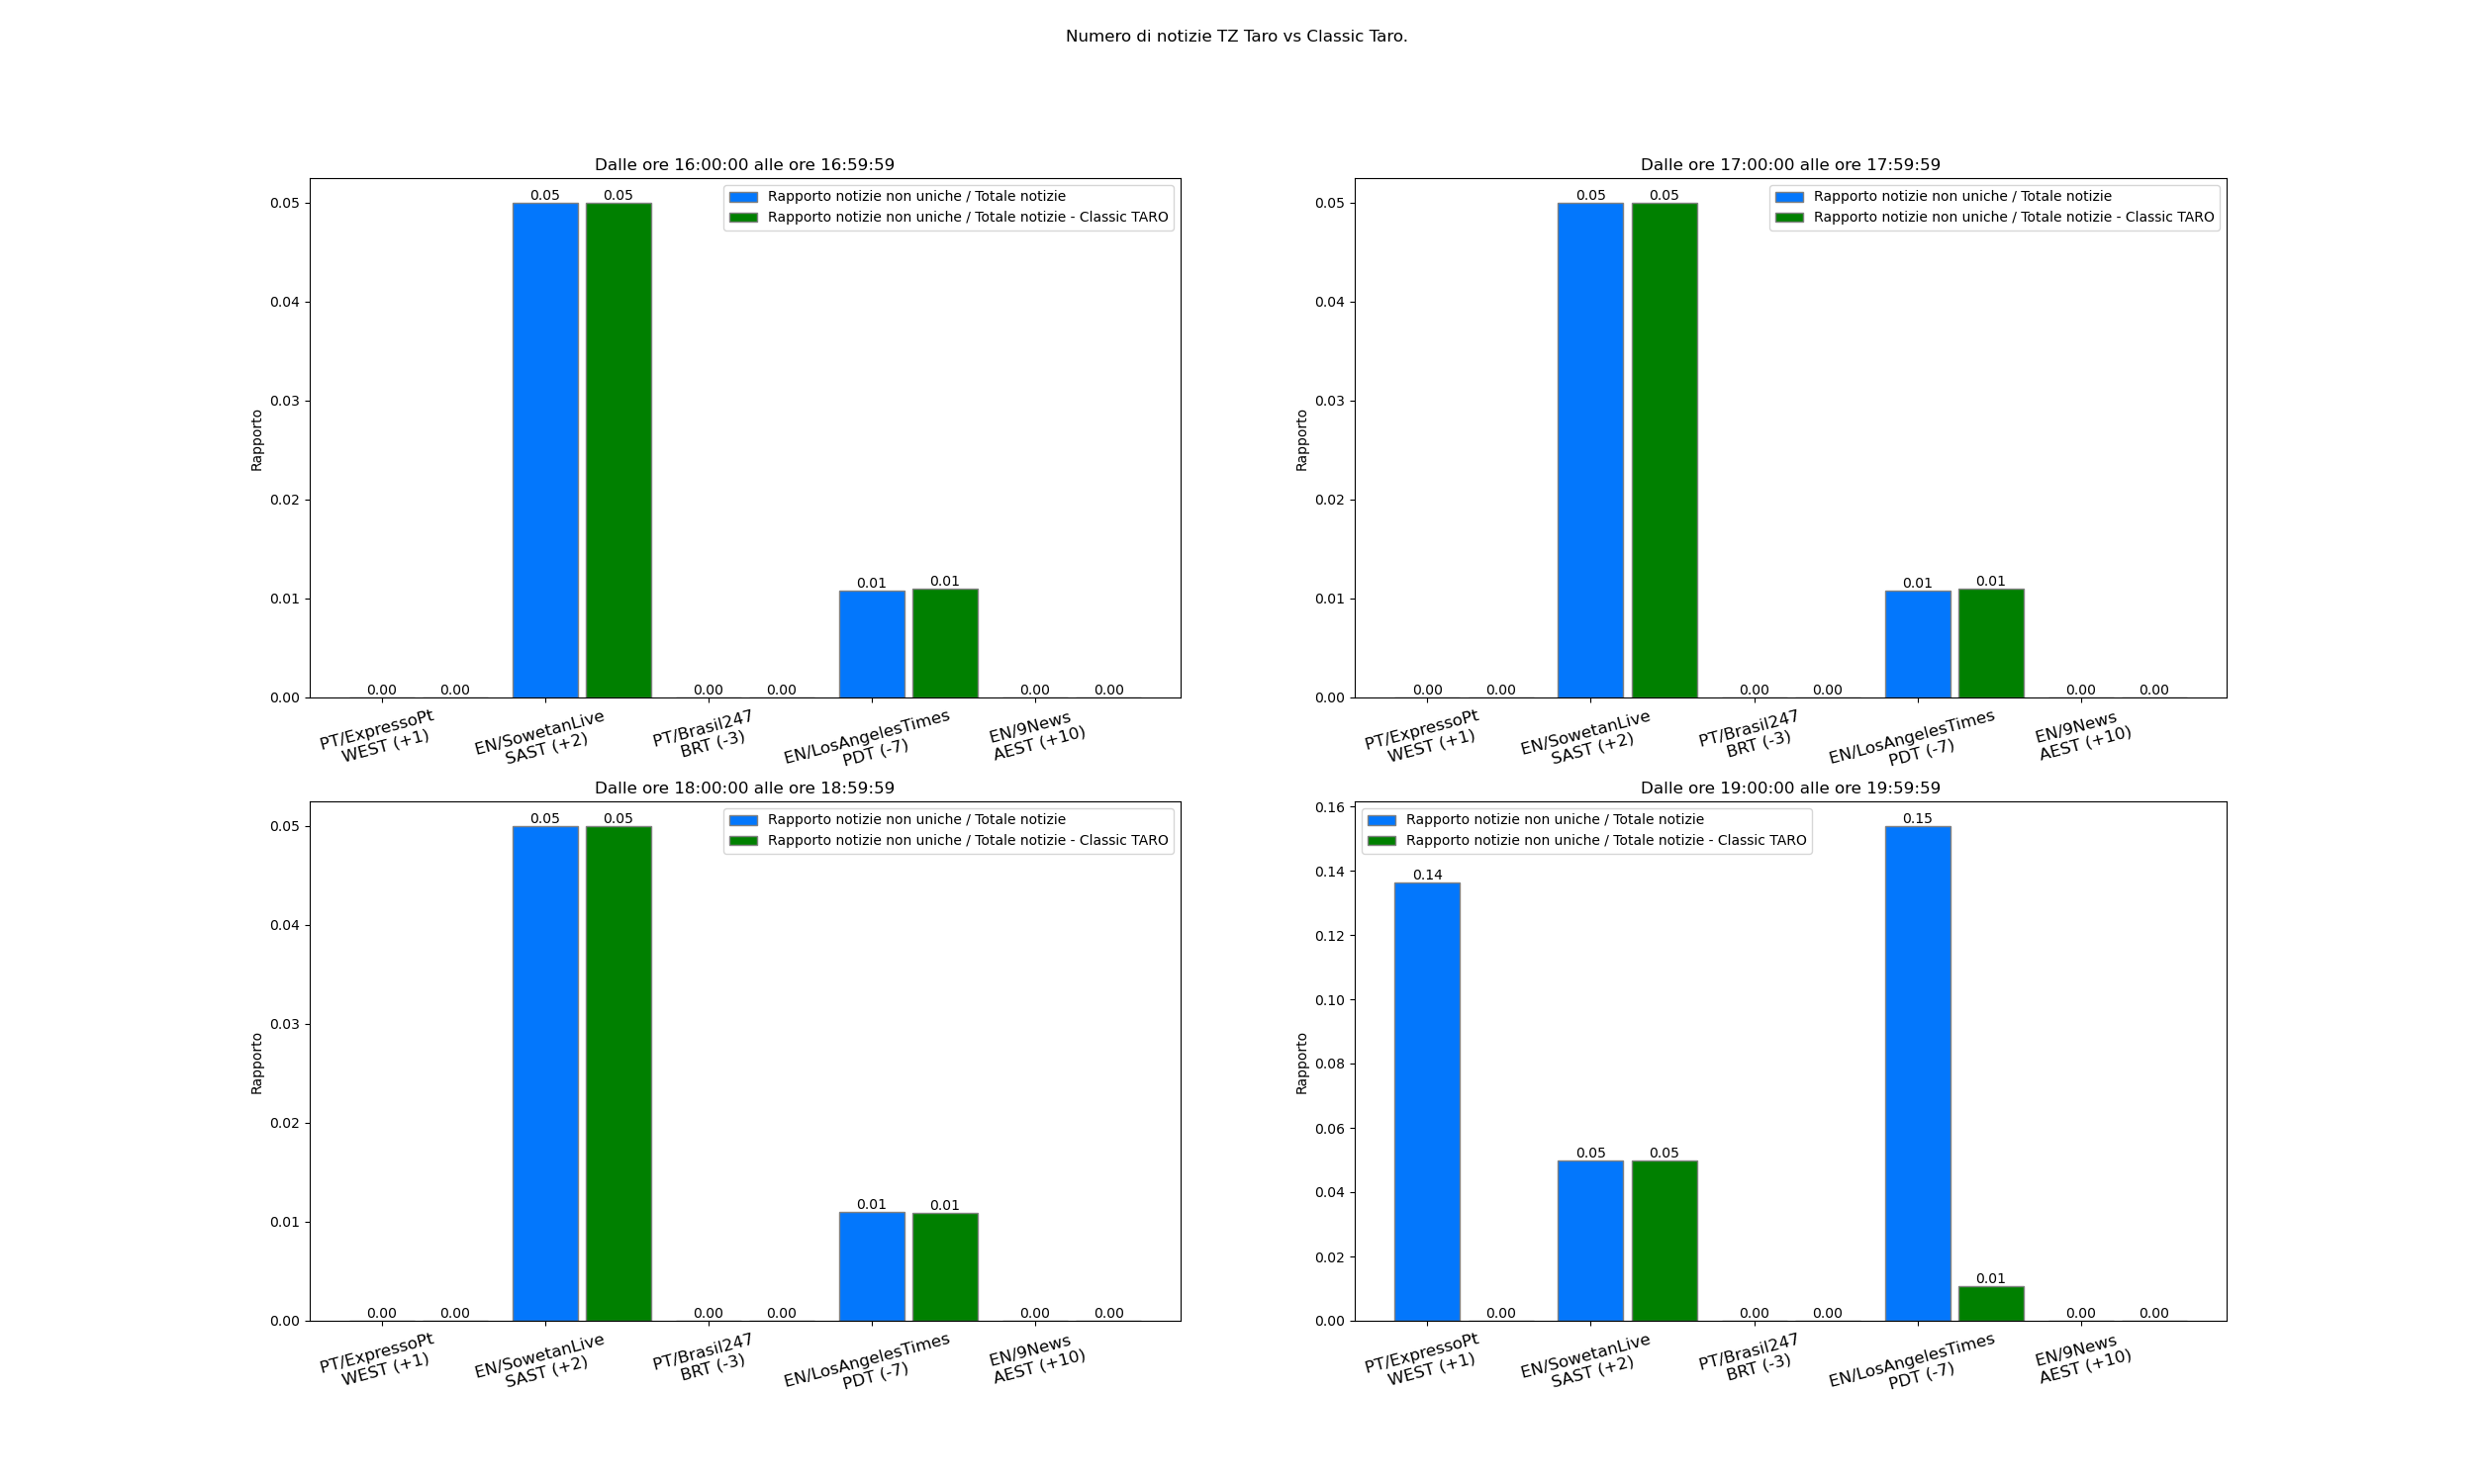 Numero di notizie TZ Taro vs Classic Taro.
Dalle ore 16:00:00 alle ore 16:59:59
Rapporto notizie non uniche / Totale notizie
Rapporto notizie non uniche / Totale notizie - Classic TARO
Rapporto
0.05
0.04
0.03
0.02
0.01
0.00
0.00
0.00
0.05
0.05
0.00
0.00
0.01
0.01
0.00
0.00
PT/ExpressoPt
WEST (+1)
EN/SowetanLive
SAST (+2)
PT/Brasil247
BRT (-3)
EN/LosAngelesTimes
PDT (-7)
EN/9News
AEST (+10)
Dalle ore 17:00:00 alle ore 17:59:59
Rapporto notizie non uniche / Totale notizie
Rapporto notizie non uniche / Totale notizie - Classic TARO
Rapporto
0.05
0.04
0.03
0.02
0.01
0.00
0.00
0.00
0.05
0.05
0.00
0.00
0.01
0.01
0.00
0.00
PT/ExpressoPt
WEST (+1)
EN/SowetanLive
SAST (+2)
PT/Brasil247
BRT (-3)
EN/LosAngelesTimes
PDT (-7)
EN/9News
AEST (+10)
Dalle ore 18:00:00 alle ore 18:59:59
Rapporto notizie non uniche / Totale notizie
Rapporto notizie non uniche / Totale notizie - Classic TARO
Rapporto
0.05
0.04
0.03
0.02
0.01
0.00
0.00
0.00
0.05
0.05
0.00
0.00
0.01
0.01
0.00
0.00
PT/ExpressoPt
WEST (+1)
EN/SowetanLive
SAST (+2)
PT/Brasil247
BRT (-3)
EN/LosAngelesTimes
PDT (-7)
EN/9News
AEST (+10)
Dalle ore 19:00:00 alle ore 19:59:59
Rapporto notizie non uniche / Totale notizie
Rapporto notizie non uniche / Totale notizie - Classic TARO
Rapporto
0.16
0.14
0.12
0.10
0.08
0.06
0.04
0.02
0.00
0.14
0.00
0.05
0.05
0.00
0.00
0.15
0.01
0.00
0.00
PT/ExpressoPt
WEST (+1)
EN/SowetanLive
SAST (+2)
PT/Brasil247
BRT (-3)
EN/LosAngelesTimes
PDT (-7)
EN/9News
AEST (+10)